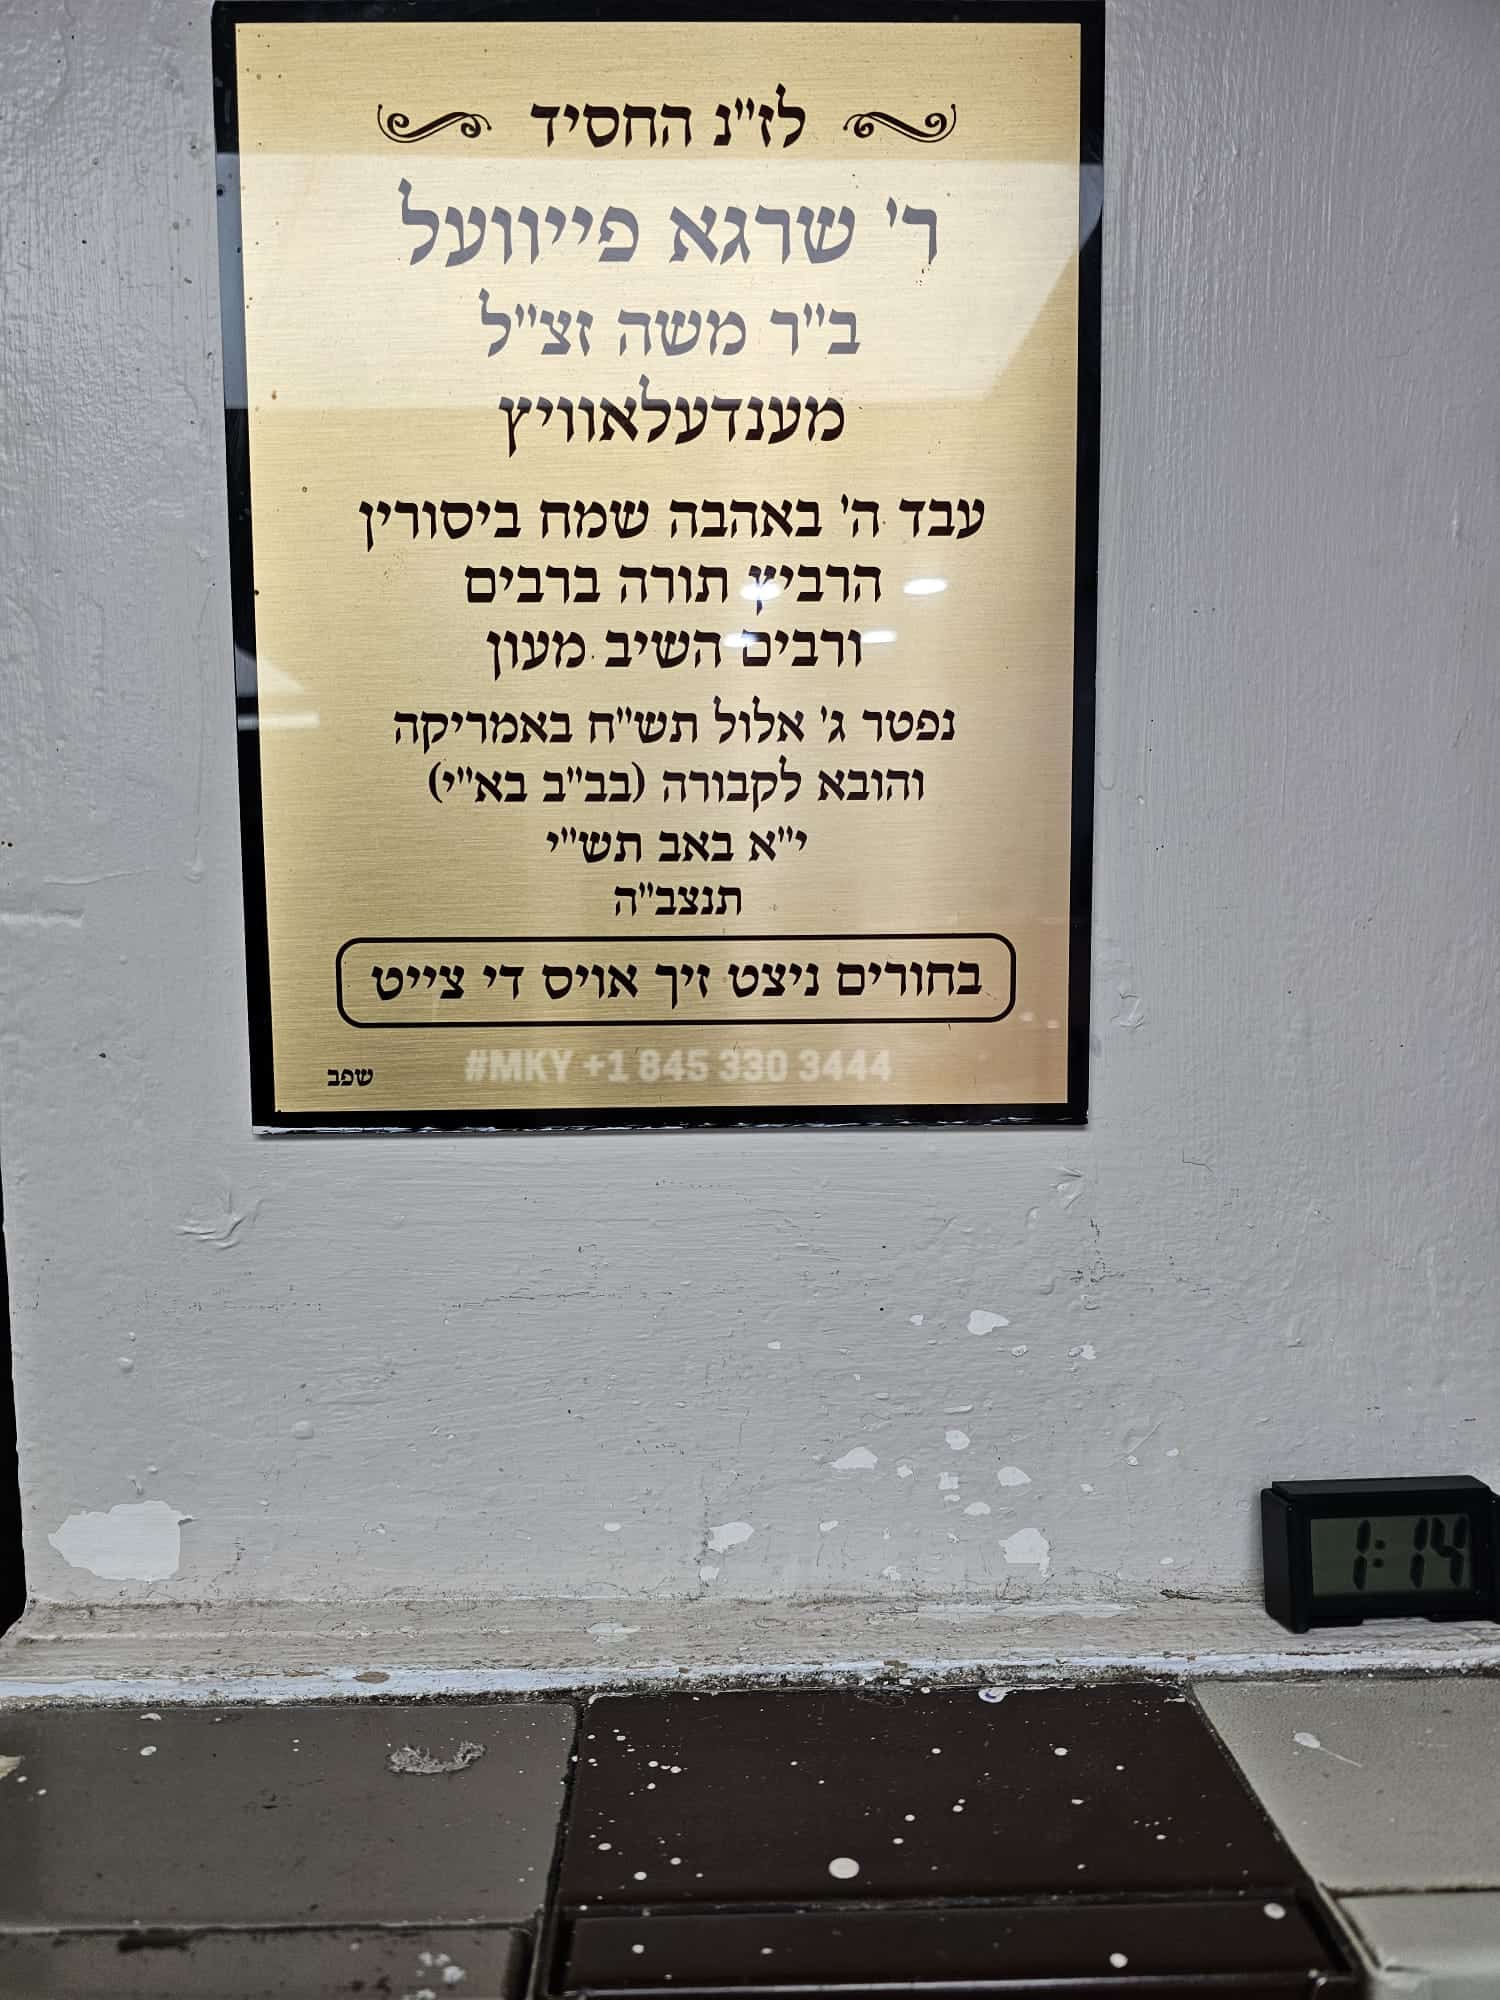 לז"נ החסיד
ר' שרגא פייוועל
ב"ר משה זצ"ל
מענדעלאוויץ
עבד ה' באהבה שמח ביסורין
הרביץ תורה ברבים
ורבים השיב מעון
נפטר ג' אלול תש"ח באמריקה
והובא לקבורה (בב"ב בא"י)
י"א באב תש"י
תנצב"ה
בחורים ניצט זיך אויס די צייט
#MKY +1 845 330 3444
שפב
1:14